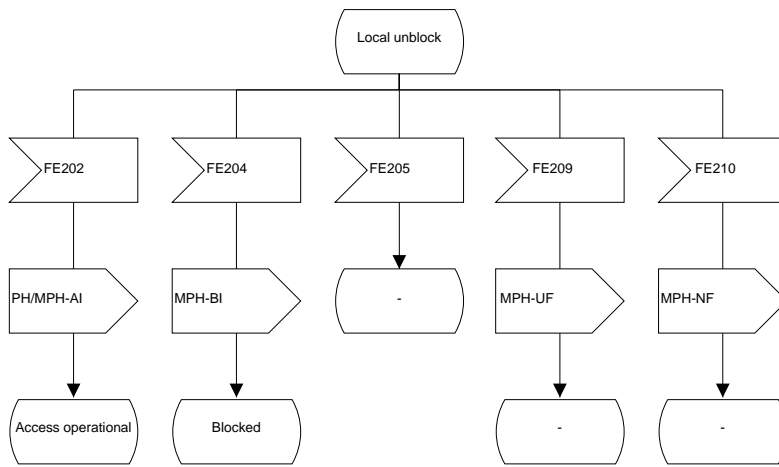 Local unblock
FE202
FE204
FE205
FE209
FE210
PH/MPH-AI
MPH-BI
-
MPH-UF
MPH-NF
Access operational
Blocked
-
-